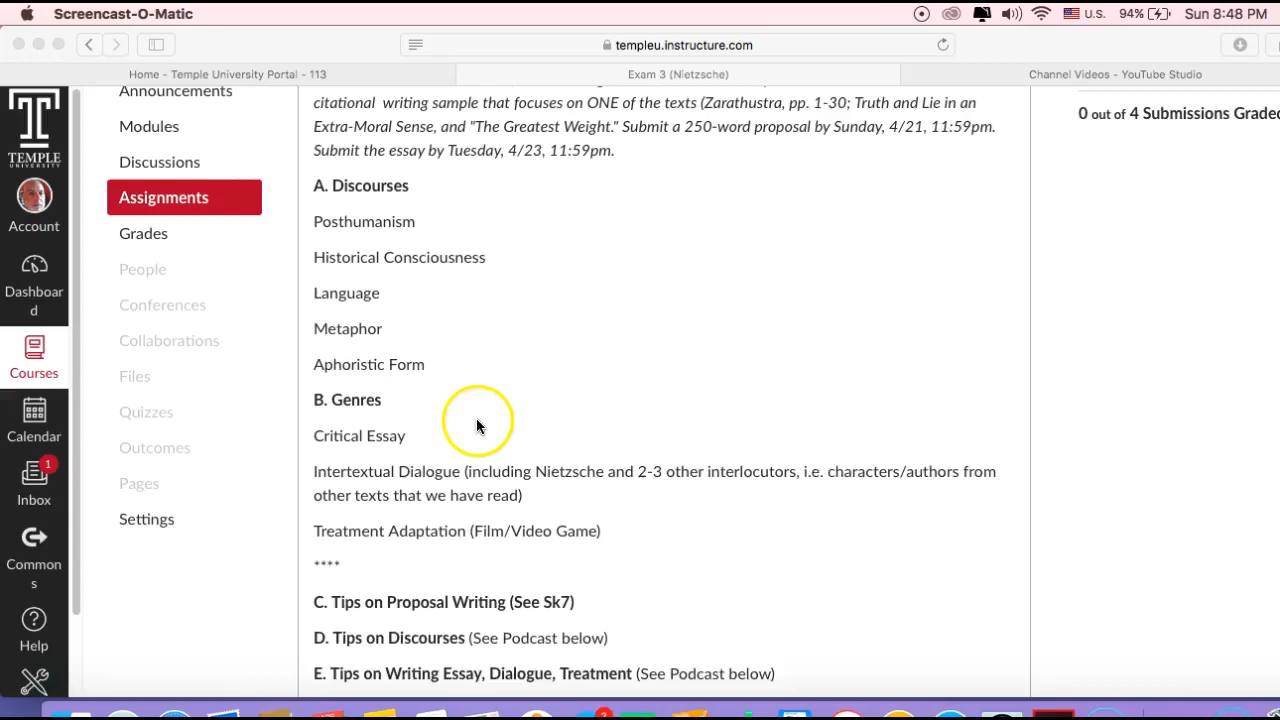 Screencast-O-Matic
U.S. 94% Sun 8:48 PM
templeu.instructure.com
Home - Temple University Portal - 113
Exam 3 (Nietzsche)
Channel Videos - YouTube Studio
TEMPLE
UNIVERSITY
Account
Dashboar
d
Courses
Calendar
1
Inbox
Common
s
Help
Announcements
Modules
Discussions
Assignments
Grades
People
Conferences
Collaborations
Files
Quizzes
Outcomes
Pages
Settings
citational writing sample that focuses on ONE of the texts (Zarathustra, pp. 1-30; Truth and Lie in an
Extra-Moral Sense, and "The Greatest Weight." Submit a 250-word proposal by Sunday, 4/21, 11:59pm.
Submit the essay by Tuesday, 4/23, 11:59pm.
A. Discourses
Posthumanism
Historical Consciousness
Language
Metaphor
Aphoristic Form
B. Genres
Critical Essay
Intertextual Dialogue (including Nietzsche and 2-3 other interlocutors, i.e. characters/authors from
other texts that we have read)
Treatment Adaptation (Film/Video Game)
****
C. Tips on Proposal Writing (See Sk7)
D. Tips on Discourses (See Podcast below)
E. Tips on Writing Essay, Dialogue, Treatment (See Podcast below)
0 out of 4 Submissions Graded
2